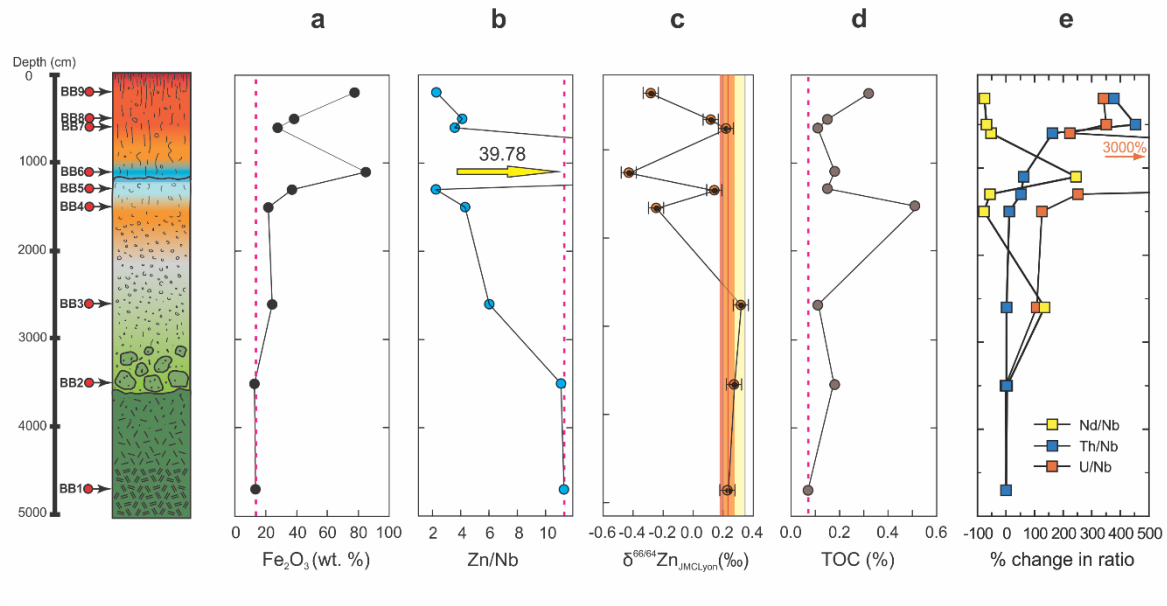 a b c d e
Depth (cm)
0
BB9
BB8
BB7
1000
BB6
BB5
BB4
2000
BB3
3000
BB2
4000
BB1
5000
39.78
3000%
Nd/Nb
Th/Nb
U/Nb
0 20 40 60 80 100
2 4 6 8 10
-0.6 -0.4 -0.2 0.0 0.2 0.4
0.0 0.2 0.4 0.6
-100 0 100 200 300 400 500
Fe₂O₃ (wt. %)
Zn/Nb
δ⁶⁶/⁶⁴Zn JMCLyon (‰)
TOC (%)
% change in ratio